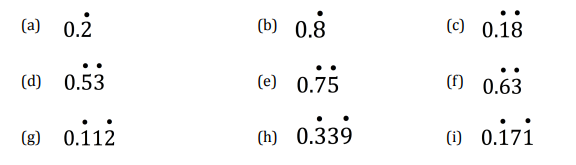 (a) 0.2̇ (b) 0.8̇ (c) 0.1̇8̇
(d) 0.5̇3̇ (e) 0.7̇5̇ (f) 0.6̇3̇
(g) 0.1̇12̇ (h) 0.3̇39̇ (i) 0.1̇71̇